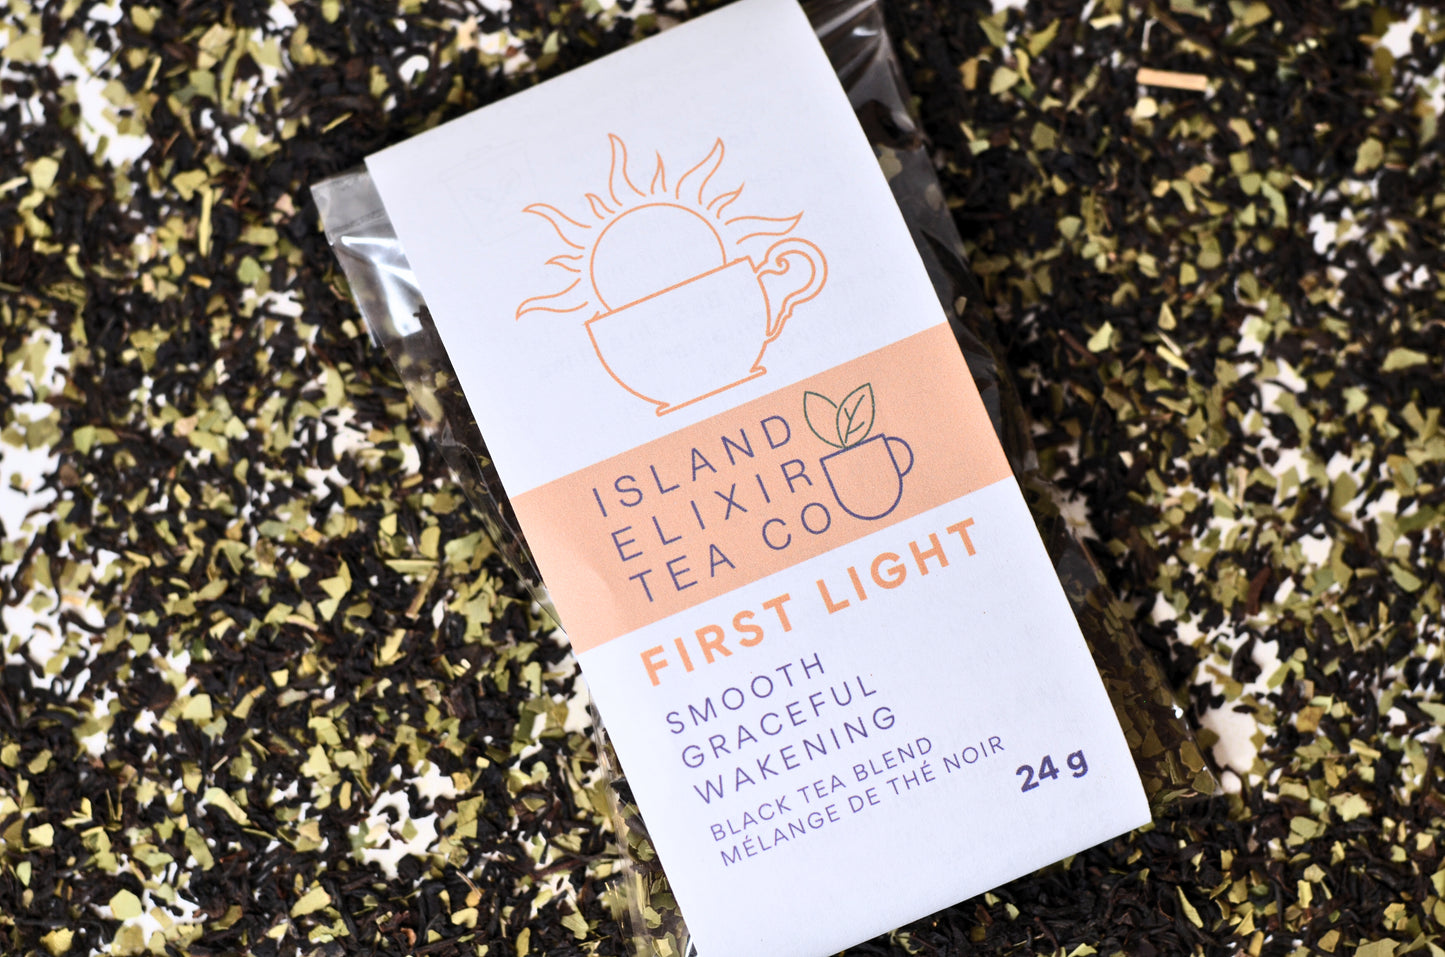 ISLAND
ELIXIR
TEA CO
FIRST LIGHT
SMOOTH
GRACEFUL
WAKENING
BLACK TEA BLEND
MÉLANGE DE THÉ NOIR
24 g